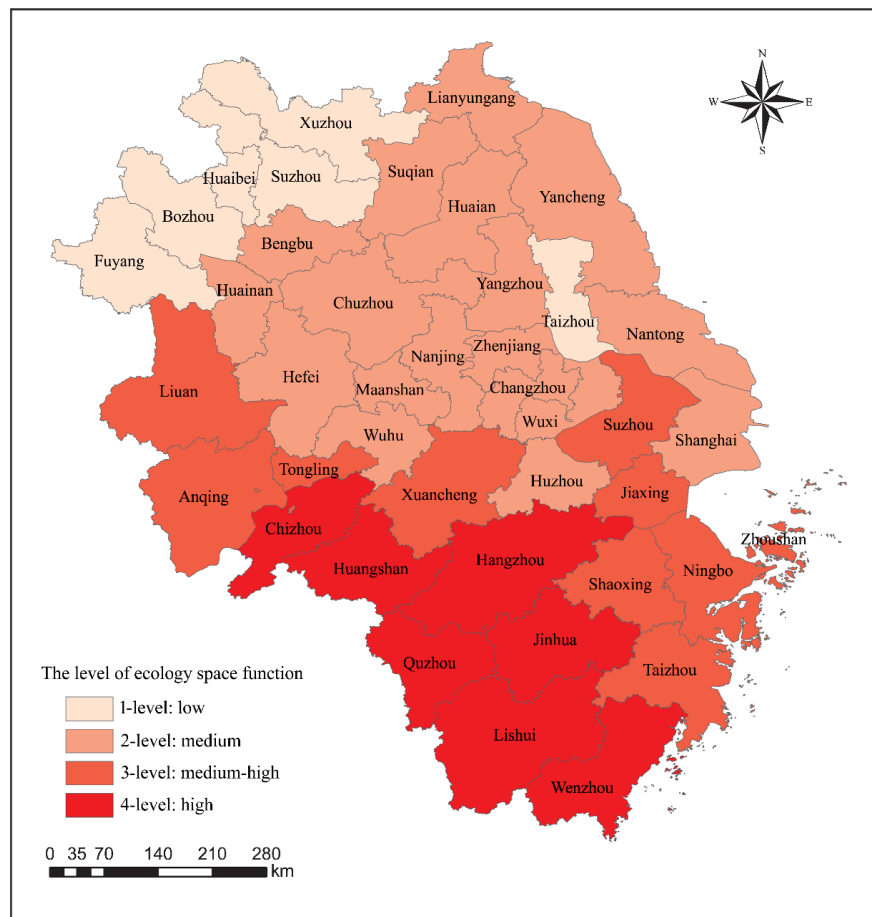 N
W E
S
Lianyungang
Xuzhou
Huaibei
Suzhou
Suqian
Yancheng
Bozhou
Huaian
Bengbu
Fuyang
Huainan
Yangzhou
Chuzhou
Taizhou
Nantong
Zhenjiang
Nanjing
Hefei
Maanshan
Changzhou
Liuan
Wuxi
Suzhou
Wuhu
Shanghai
Tongling
Huzhou
Anqing
Xuancheng
Jiaxing
Chizhou
Zhoushan
Hangzhou
Huangshan
Ningbo
Shaoxing
Jinhua
Quzhou
Taizhou
Lishui
Wenzhou
The level of ecology space function
1-level: low
2-level: medium
3-level: medium-high
4-level: high
0 35 70 140 210 280
km